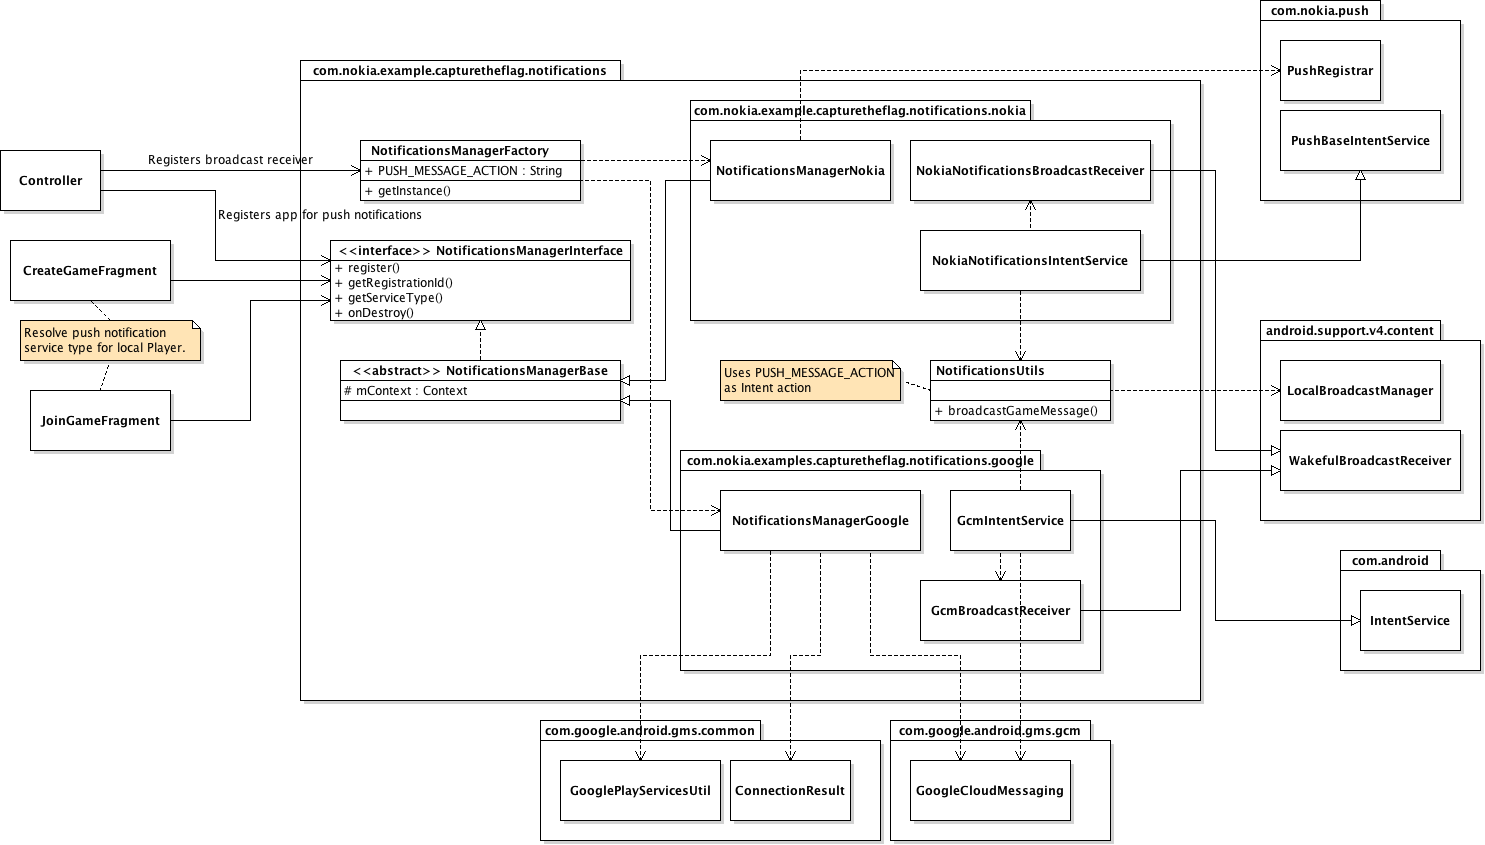 com.nokia.push
PushRegistrar
PushBaseIntentService
com.nokia.example.capturetheflag.notifications
com.nokia.example.capturetheflag.notifications.nokia
NotificationsManagerFactory
+ PUSH_MESSAGE_ACTION : String
+ getInstance()
NotificationsManagerNokia
NokiaNotificationsBroadcastReceiver
NokiaNotificationsIntentService
Controller
Registers broadcast receiver
Registers app for push notifications
CreateGameFragment
Resolve push notification
service type for local Player.
JoinGameFragment
<<interface>> NotificationsManagerInterface
+ register()
+ getRegistrationId()
+ getServiceType()
+ onDestroy()
<<abstract>> NotificationsManagerBase
# mContext : Context
Uses PUSH_MESSAGE_ACTION
as Intent action
NotificationsUtils
+ broadcastGameMessage()
android.support.v4.content
LocalBroadcastManager
WakefulBroadcastReceiver
com.nokia.examples.capturetheflag.notifications.google
NotificationsManagerGoogle
GcmIntentService
GcmBroadcastReceiver
com.android
IntentService
com.google.android.gms.common
GooglePlayServicesUtil
ConnectionResult
com.google.android.gms.gcm
GoogleCloudMessaging